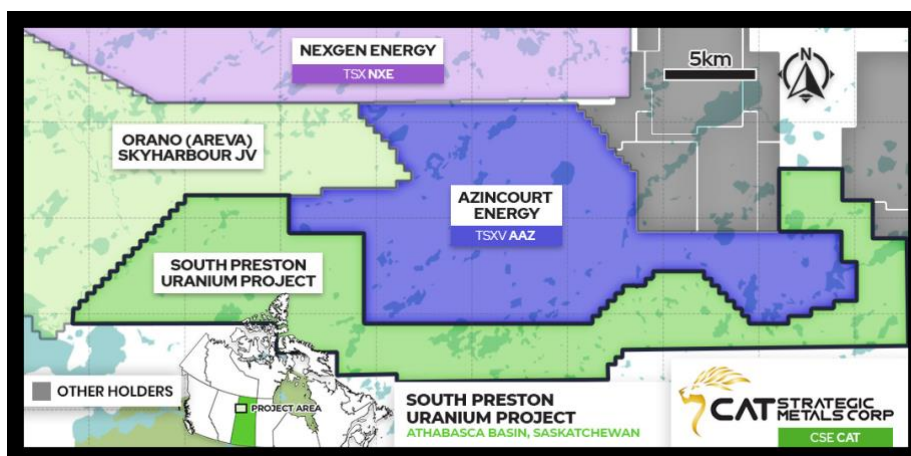 NEXGEN ENERGY
TSX NXE
5km
N
ORANO (AREVA)
SKYHARBOUR JV
AZINCOURT
ENERGY
TSXV AAZ
SOUTH PRESTON
URANIUM PROJECT
OTHER HOLDERS
PROJECT AREA
SOUTH PRESTON
URANIUM PROJECT
ATHABASCA BASIN, SASKATCHEWAN
CAT STRATEGIC
METALS CORP
CSE CAT